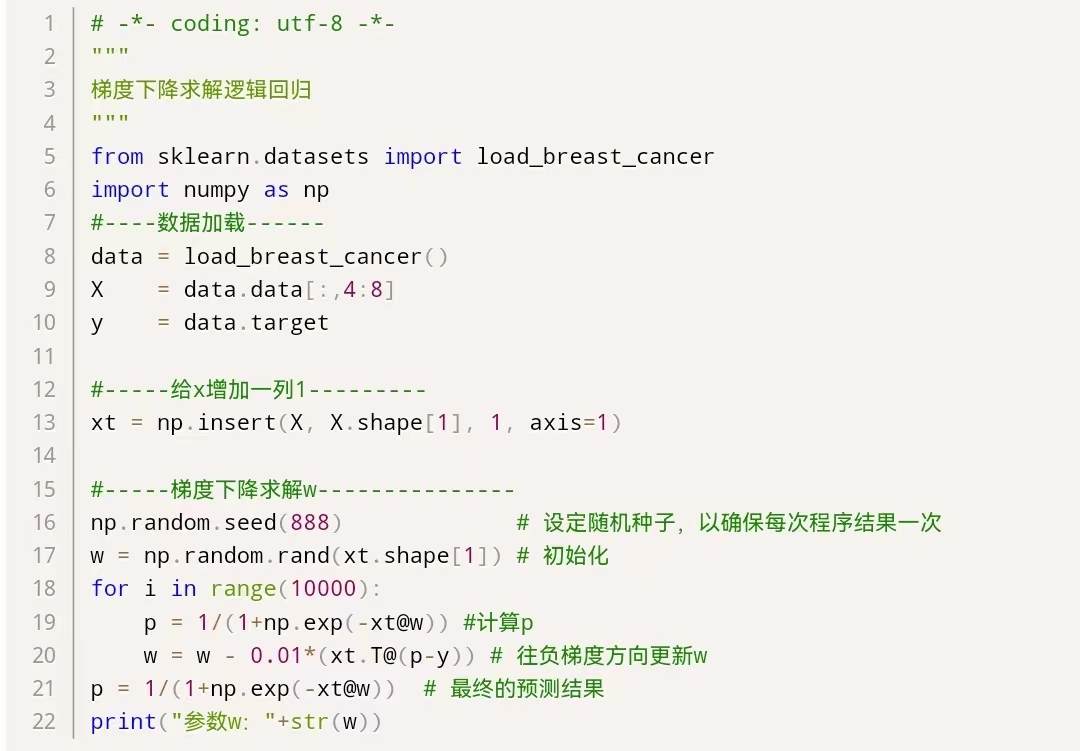 1 # -*- coding: utf-8 -*-
2 """
3 梯度下降求解逻辑回归
4 """
5 from sklearn.datasets import load_breast_cancer
6 import numpy as np
7 #----数据加载------
8 data = load_breast_cancer()
9 X    = data.data[:,4:8]
10 y    = data.target
11
12 #-----给x增加一列1---------
13 xt = np.insert(X, X.shape[1], 1, axis=1)
14
15 #-----梯度下降求解w---------------
16 np.random.seed(888)             # 设定随机种子，以确保每次程序结果一次
17 w = np.random.rand(xt.shape[1]) # 初始化
18 for i in range(10000):
19     p = 1/(1+np.exp(-xt@w)) #计算p
20     w = w - 0.01*(xt.T@(p-y)) # 往负梯度方向更新w
21 p = 1/(1+np.exp(-xt@w))  # 最终的预测结果
22 print("参数w: "+str(w))